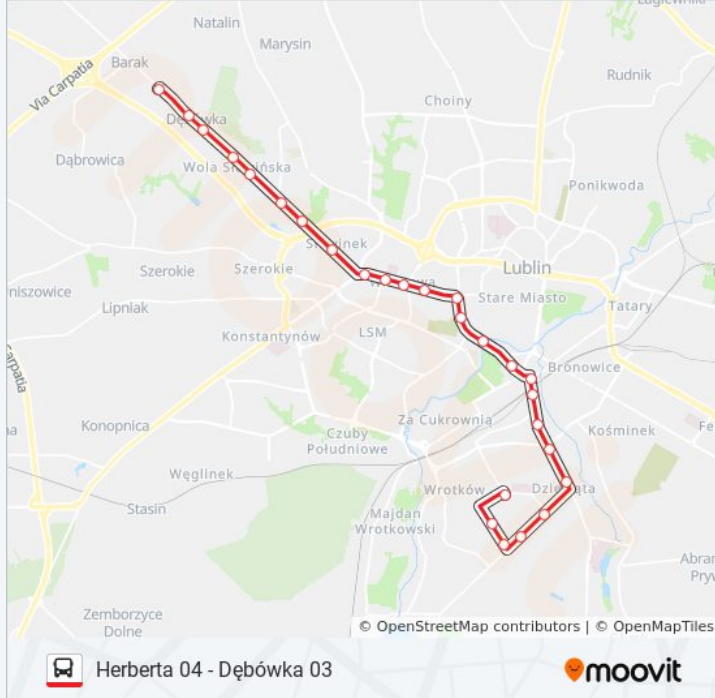 Natalin
Łagiewniki
Marysin
Barak
Via Carpatia
Rudnik
Choiny
Dębówka
Dąbrowica
Wola Sławińska
Ponikwoda
Sławinek
Szerokie
Szerokie
Lublin
Stare Miasto
Tatary
Lipniak
Konstantynów
LSM
Carpatia
Bronowice
Konopnica
Za Cukrownią
Czuby
Południowe
Kośminek
Węglinek
Wrotków
Dziesiąta
Stasin
Majdan
Wrotkowski
Zemborzyce
Dolne
© OpenStreetMap contributors | © OpenMapTiles
Herberta 04 - Dębówka 03
moovit